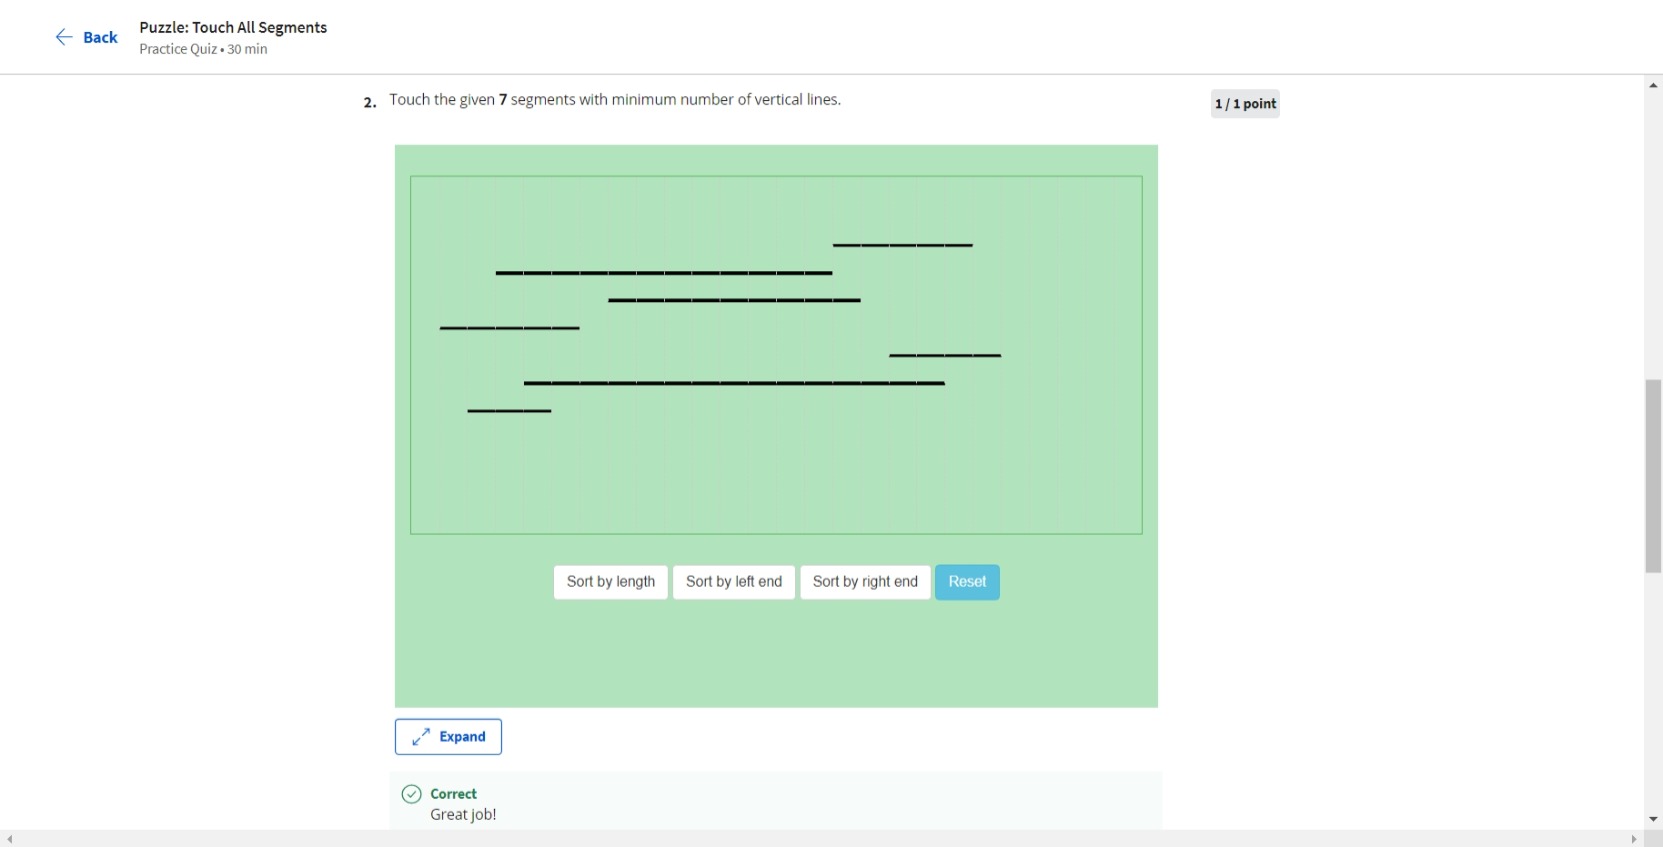 Back
Puzzle: Touch All Segments
Practice Quiz • 30 min
2. Touch the given 7 segments with minimum number of vertical lines.
1 / 1 point
Sort by length
Sort by left end
Sort by right end
Reset
Expand
Correct
Great job!